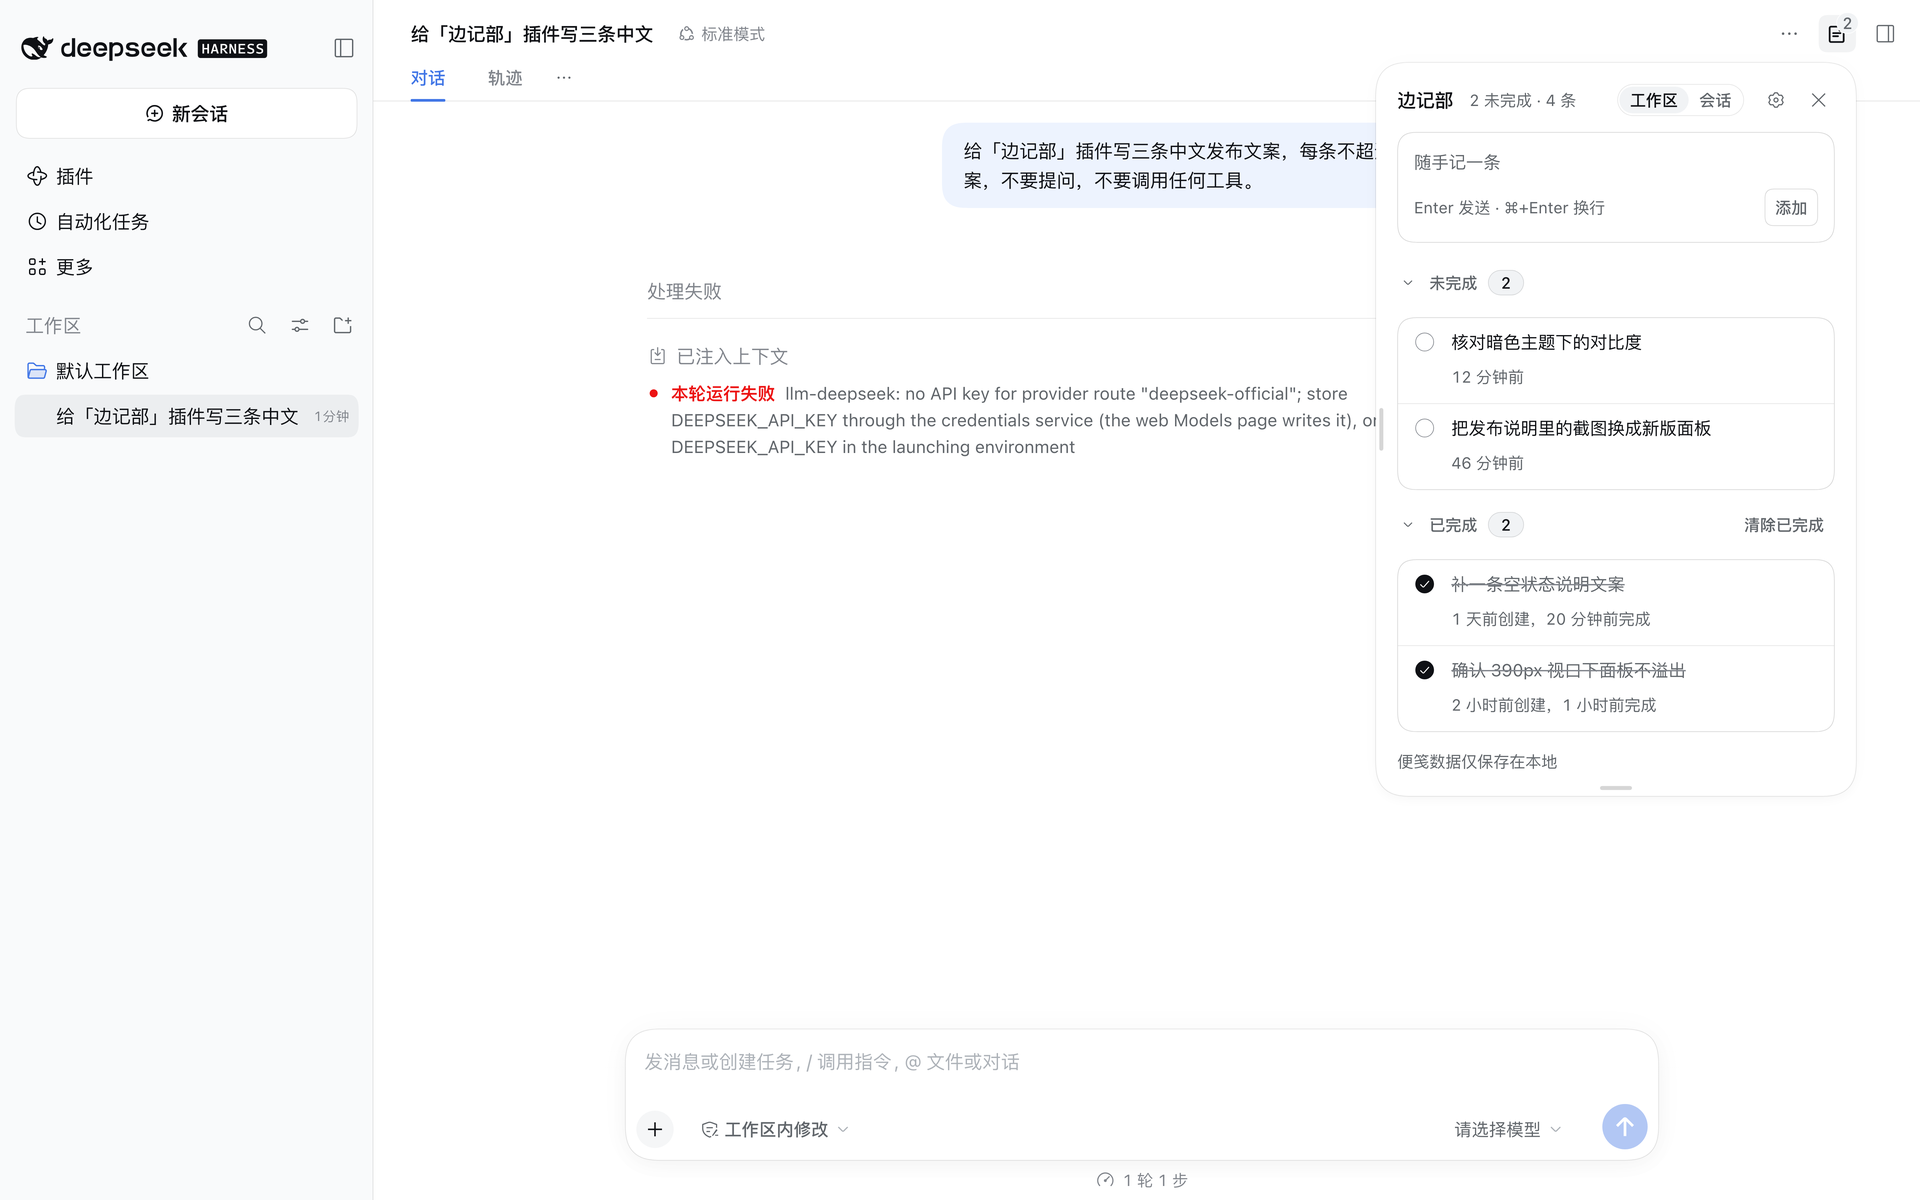 deepseek HARNESS
新会话
插件
自动化任务
更多
工作区
默认工作区
给「边记部」插件写三条中文 1分钟
给「边记部」插件写三条中文 标准模式
2
对话 轨迹
给「边记部」插件写三条中文发布文案，每条不超
案，不要提问，不要调用任何工具。
处理失败
已注入上下文
本轮运行失败 llm-deepseek: no API key for provider route "deepseek-official"; store
DEEPSEEK_API_KEY through the credentials service (the web Models page writes it), or
DEEPSEEK_API_KEY in the launching environment
边记部 2 未完成 · 4 条 工作区 会话
随手记一条
Enter 发送 · ⌘+Enter 换行 添加
未完成 2
核对暗色主题下的对比度
12 分钟前
把发布说明里的截图换成新版面板
46 分钟前
已完成 2 清除已完成
补一条空状态说明文案
1 天前创建，20 分钟前完成
确认 390px 视口下面板不溢出
2 小时前创建，1 小时前完成
便笺数据仅保存在本地
发消息或创建任务, / 调用指令, @ 文件或对话
工作区内修改 请选择模型
1 轮 1 步